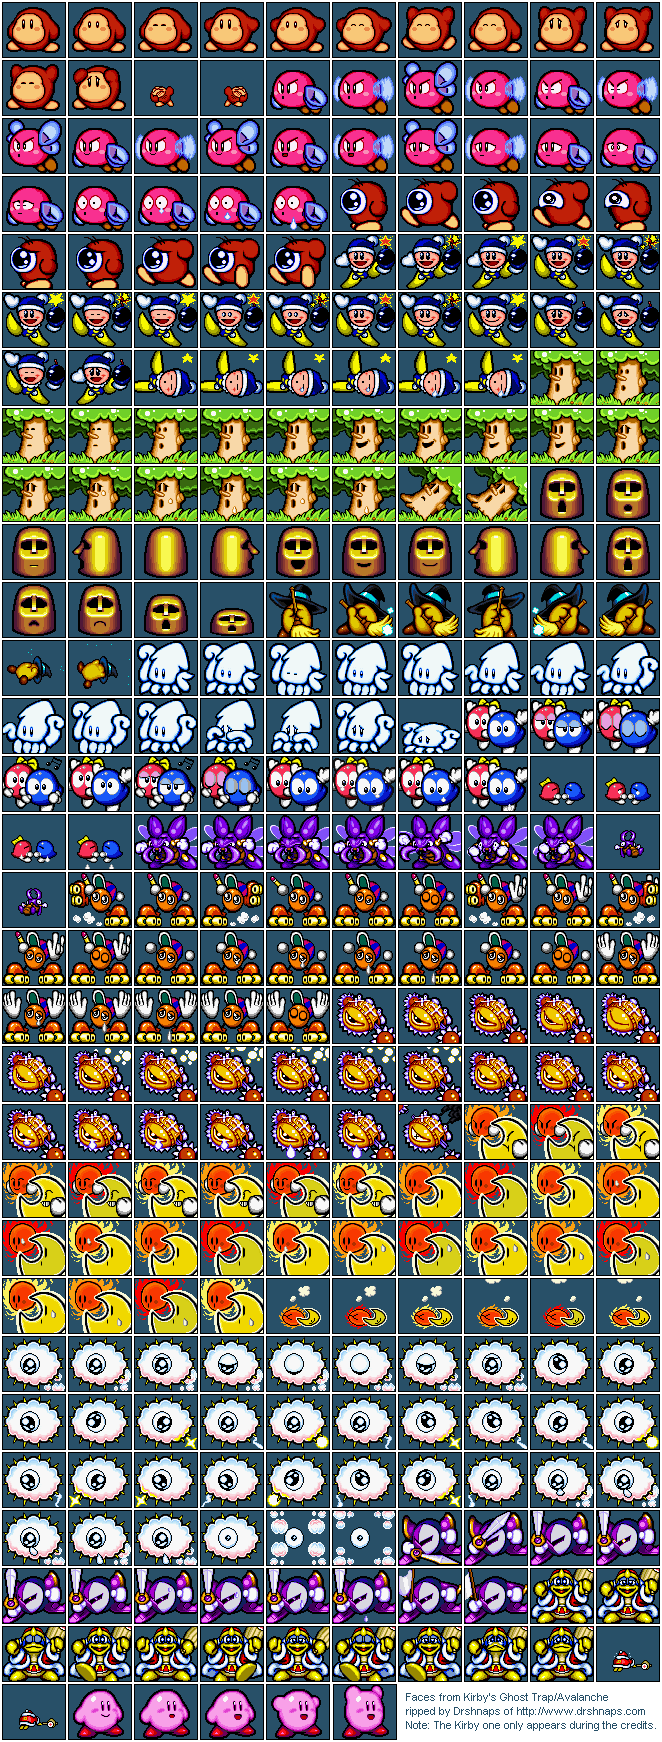 Faces from Kirby's Ghost Trap/Avalanche
ripped by Drshnaps of http://www.drshnaps.com
Note: The Kirby one only appears during the credits.